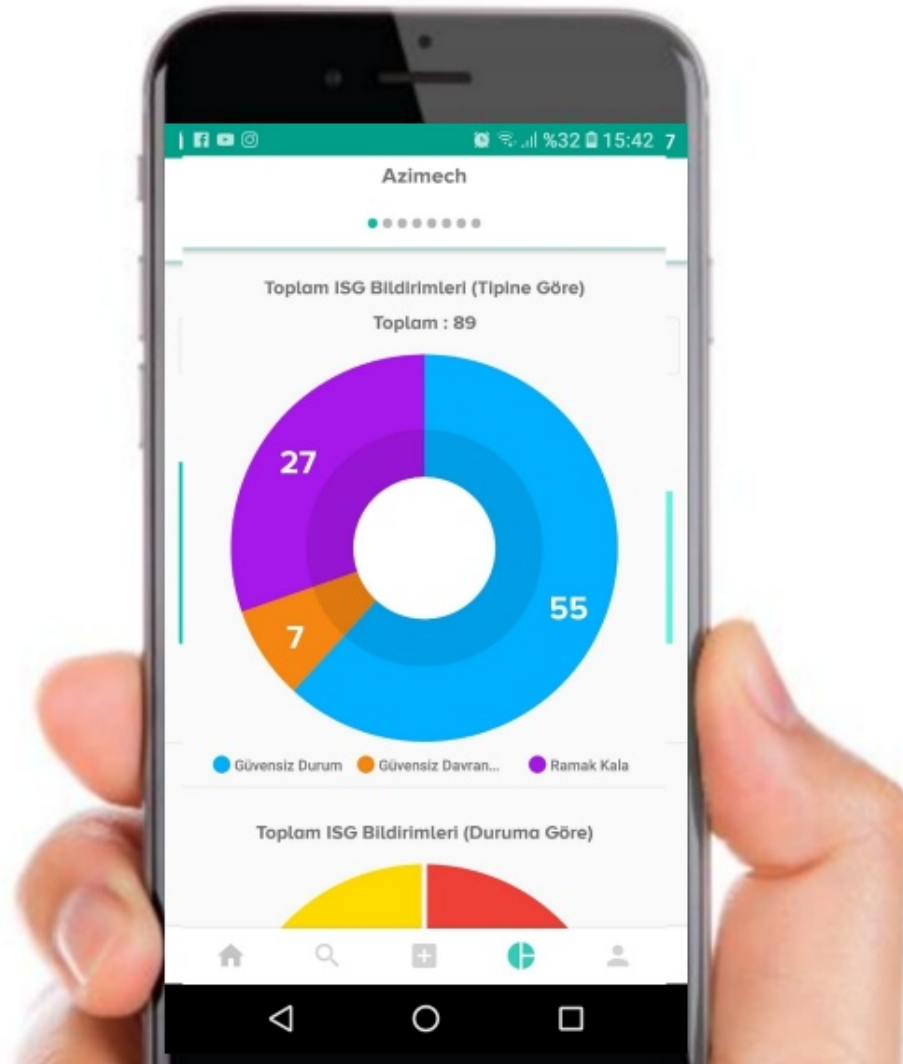 %32 15:42 7
Azimech
Toplam ISG Bildirimleri (Tipine Göre)
Toplam : 89
27
55
7
Güvensiz Durum Güvensiz Davran... Ramak Kala
Toplam ISG Bildirimleri (Duruma Göre)